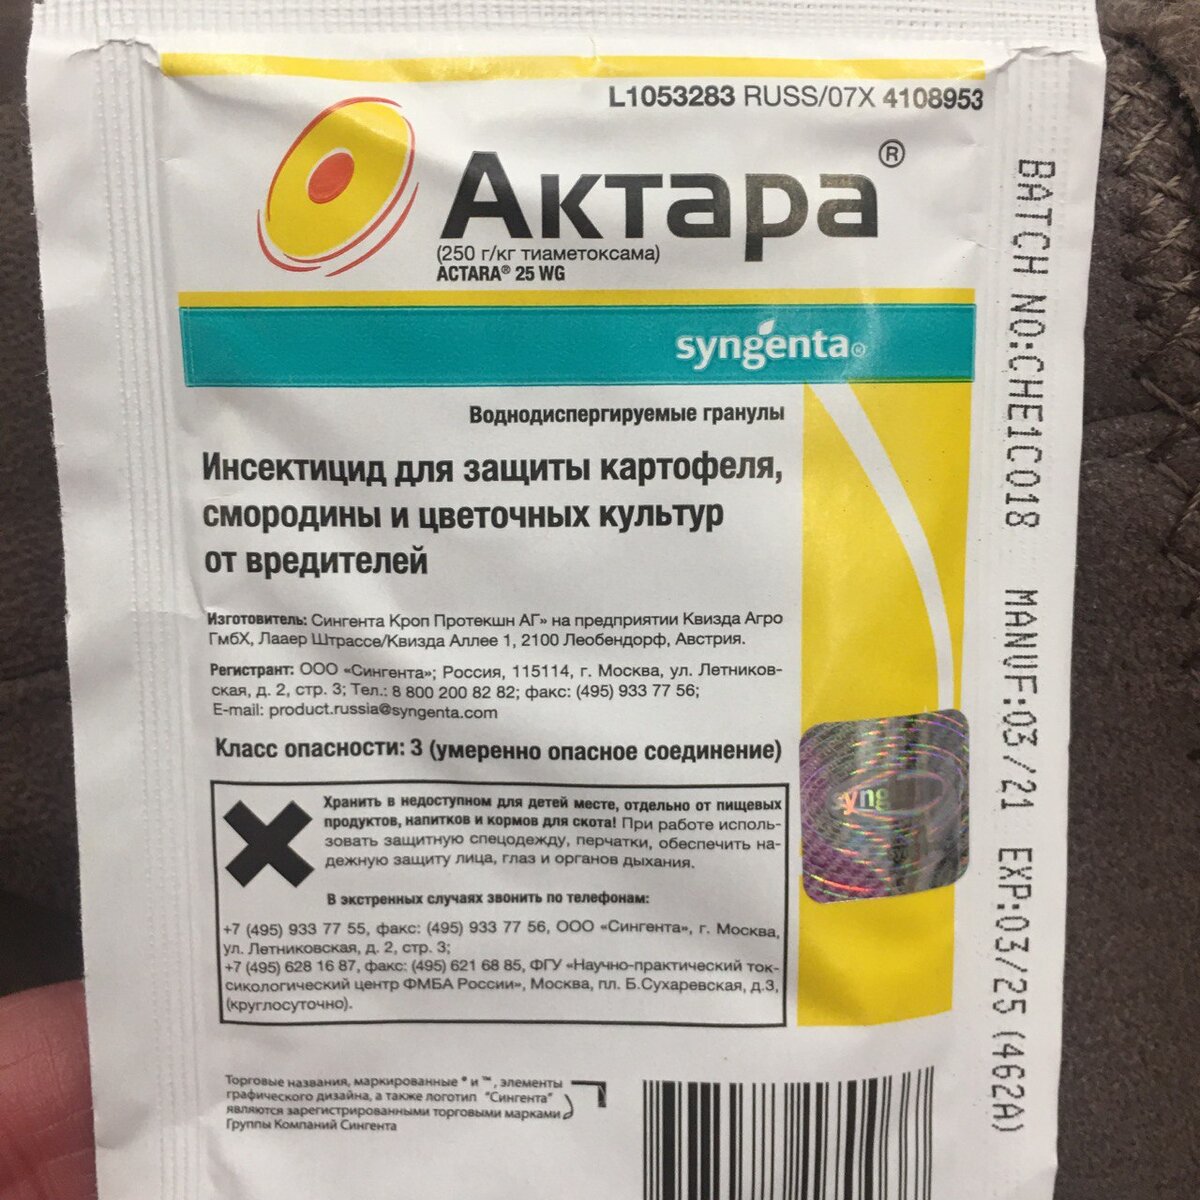 L1053283 RUSS/07X 4108953
Актара®
(250 г/кг тиаметоксама)
ACTARA® 25 WG
syngenta®
Воднодиспергируемые гранулы
Инсектицид для защиты картофеля,
смородины и цветочных культур
от вредителей
Изготовитель: Сингента Кроп Протекшн АГ» на предприятии Квизда Агро
ГмбХ, Лааер Штрассе/Квизда Аллее 1, 2100 Леобендорф, Австрия.
Регистрант: ООО «Сингента»; Россия, 115114, г. Москва, ул. Летников-
ская, д. 2, стр. 3; Тел.: 8 800 200 82 82; факс: (495) 933 77 56;
E-mail: product.russia@syngenta.com
Класс опасности: 3 (умеренно опасное соединение)
Хранить в недоступном для детей месте, отдельно от пищевых
продуктов, напитков и кормов для скота! При работе исполь-
зовать защитную спецодежду, перчатки, обеспечить на-
дежную защиту лица, глаз и органов дыхания.
В экстренных случаях звонить по телефонам:
+7 (495) 933 77 55, факс: (495) 933 77 56, ООО «Сингента», г. Москва,
ул. Летниковская, д. 2, стр. 3;
+7 (495) 628 16 87, факс: (495) 621 68 85, ФГУ «Научно-практический ток-
сикологический центр ФМБА России», Москва, пл. Б.Сухаревская, д.3,
(круглосуточно).
Торговые названия, маркированные ® и ™, элементы
графического дизайна, а также логотип "Сингента"
являются зарегистрированными торговыми марками
Группы Компаний Сингента
BATCH NO:CHE1C018 MANUF:03/21 EXP:03/25 (462A)